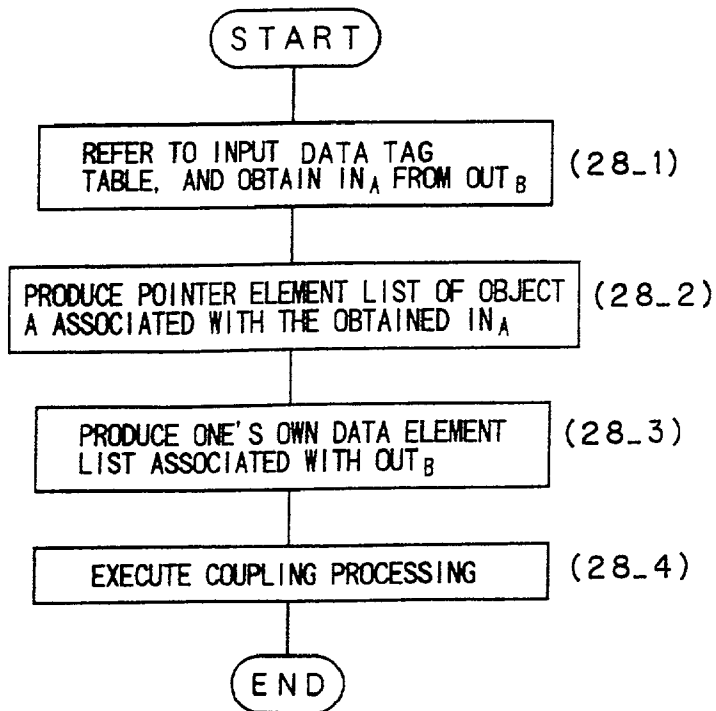 START
REFER TO INPUT DATA TAG
TABLE, AND OBTAIN IN_A FROM OUT_B
(28_1)
PRODUCE POINTER ELEMENT LIST OF OBJECT
A ASSOCIATED WITH THE OBTAINED IN_A
(28_2)
PRODUCE ONE'S OWN DATA ELEMENT
LIST ASSOCIATED WITH OUT_B
(28_3)
EXECUTE COUPLING PROCESSING
(28_4)
END